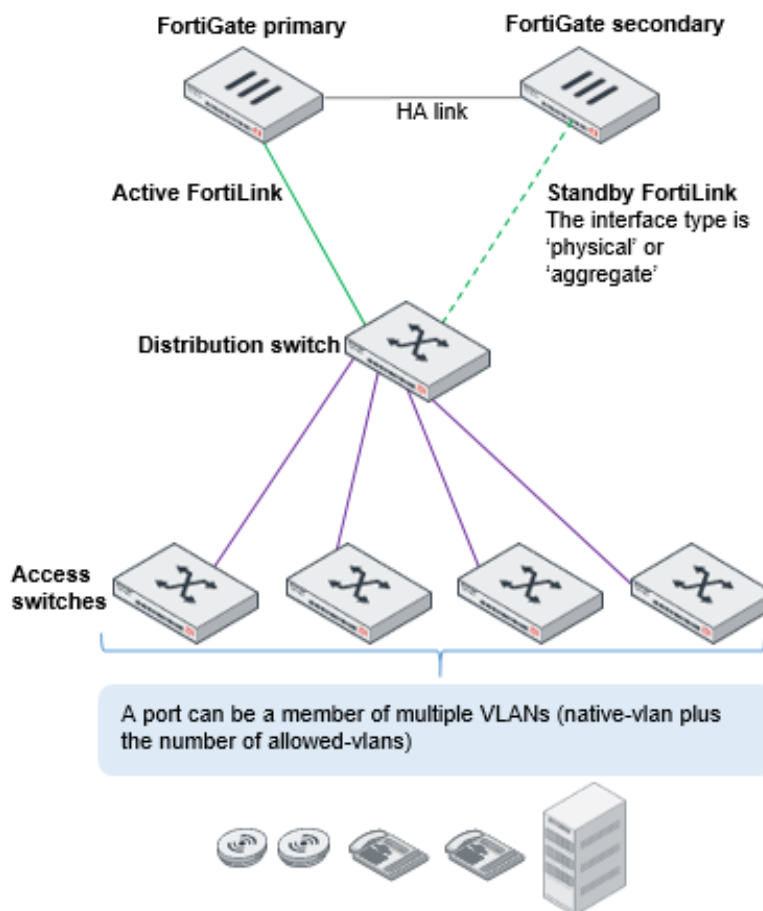 FortiGate primary
FortiGate secondary
HA link
Active FortiLink
Standby FortiLink
The interface type is
‘physical’ or
‘aggregate’
Distribution switch
Access
switches
A port can be a member of multiple VLANs (native-vlan plus
the number of allowed-vlans)